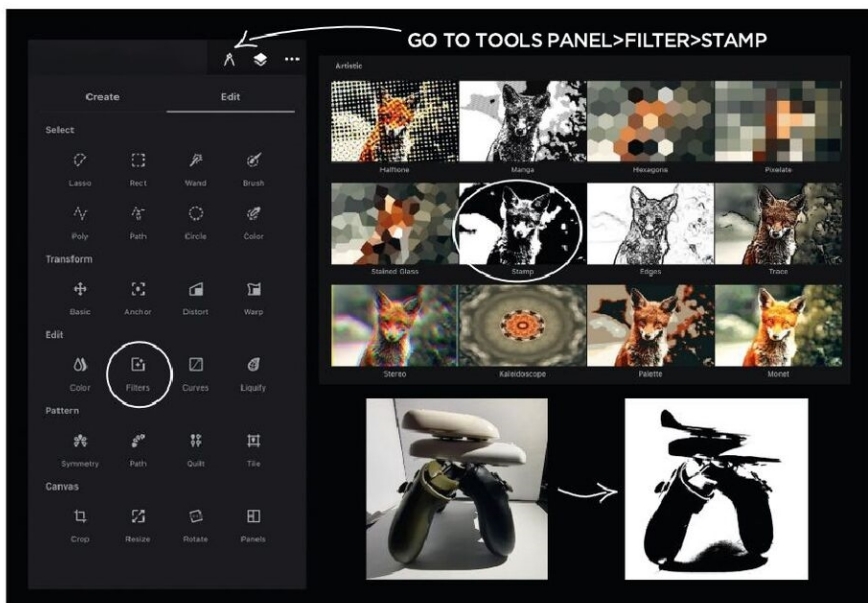 GO TO TOOLS PANEL>FILTER>STAMP
Create Edit
Select
Lasso Rect Wand Brush
Poly Path Circle Color
Transform
Basic Anchor Distort Warp
Edit
Color Filters Curves Liquify
Pattern
Symmetry Path Quilt Tile
Canvas
Crop Resize Rotate Panels
Artistic
Halftone Manga Hexagons Pixelate
Stained Glass Stamp Edges Trace
Stereo Kaleidoscope Palette Monet